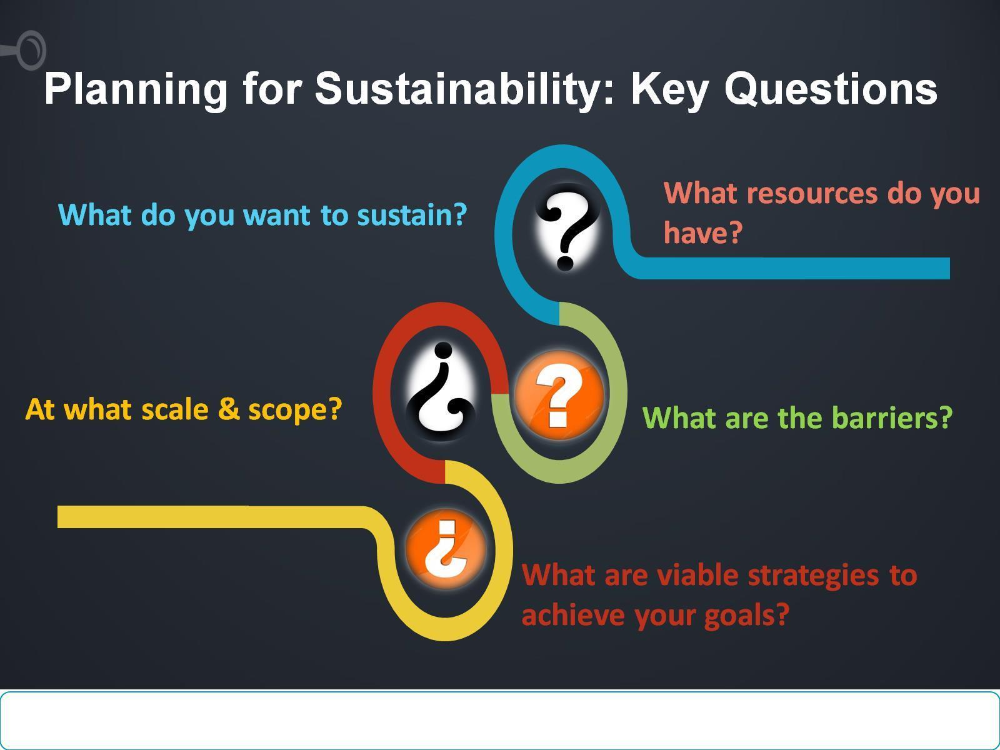 Planning for Sustainability: Key Questions
What do you want to sustain?
What resources do you
have?
?
¿
?
At what scale & scope?
What are the barriers?
¿
What are viable strategies to
achieve your goals?